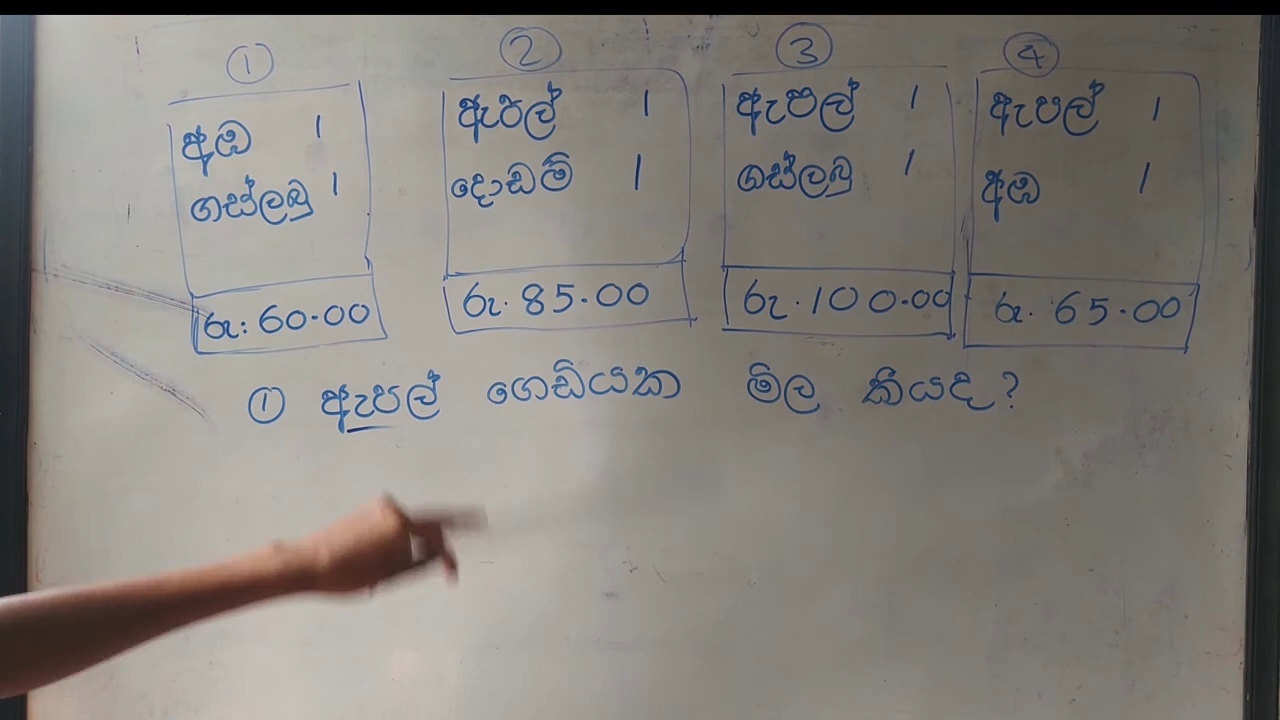 ① ② ③ ④
අඹ 1
ගස්ලබු 1
රු. 60.00
ඇපල් 1
දොඩම් 1
රු. 85.00
ඇපල් 1
ගස්ලබු 1
රු. 100.00
ඇපල් 1
අඹ 1
රු. 65.00
① ඇපල් ගෙඩියක මිල කීයද?